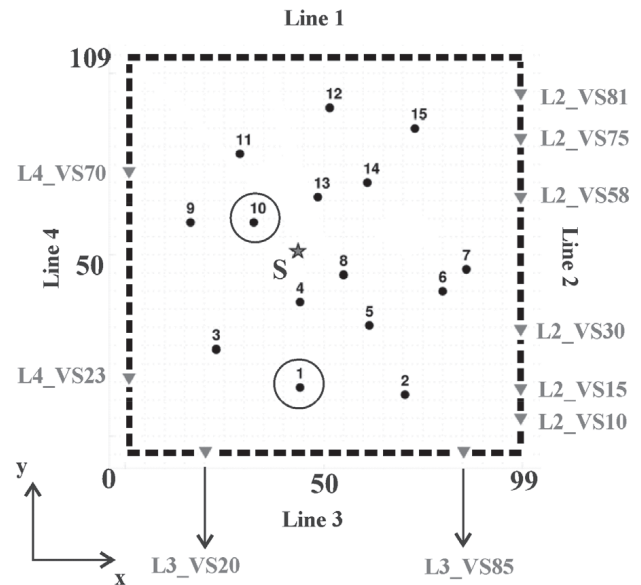 Line 1
109
12
L2_VS81
15
L2_VS75
11
14
L4_VS70
13
L2_VS58
9
10
Line 4
50
S
8
7
Line 2
6
4
5
L2_VS30
3
L4_VS23
1
2
L2_VS15
L2_VS10
y
0
50
99
Line 3
x
L3_VS20
L3_VS85